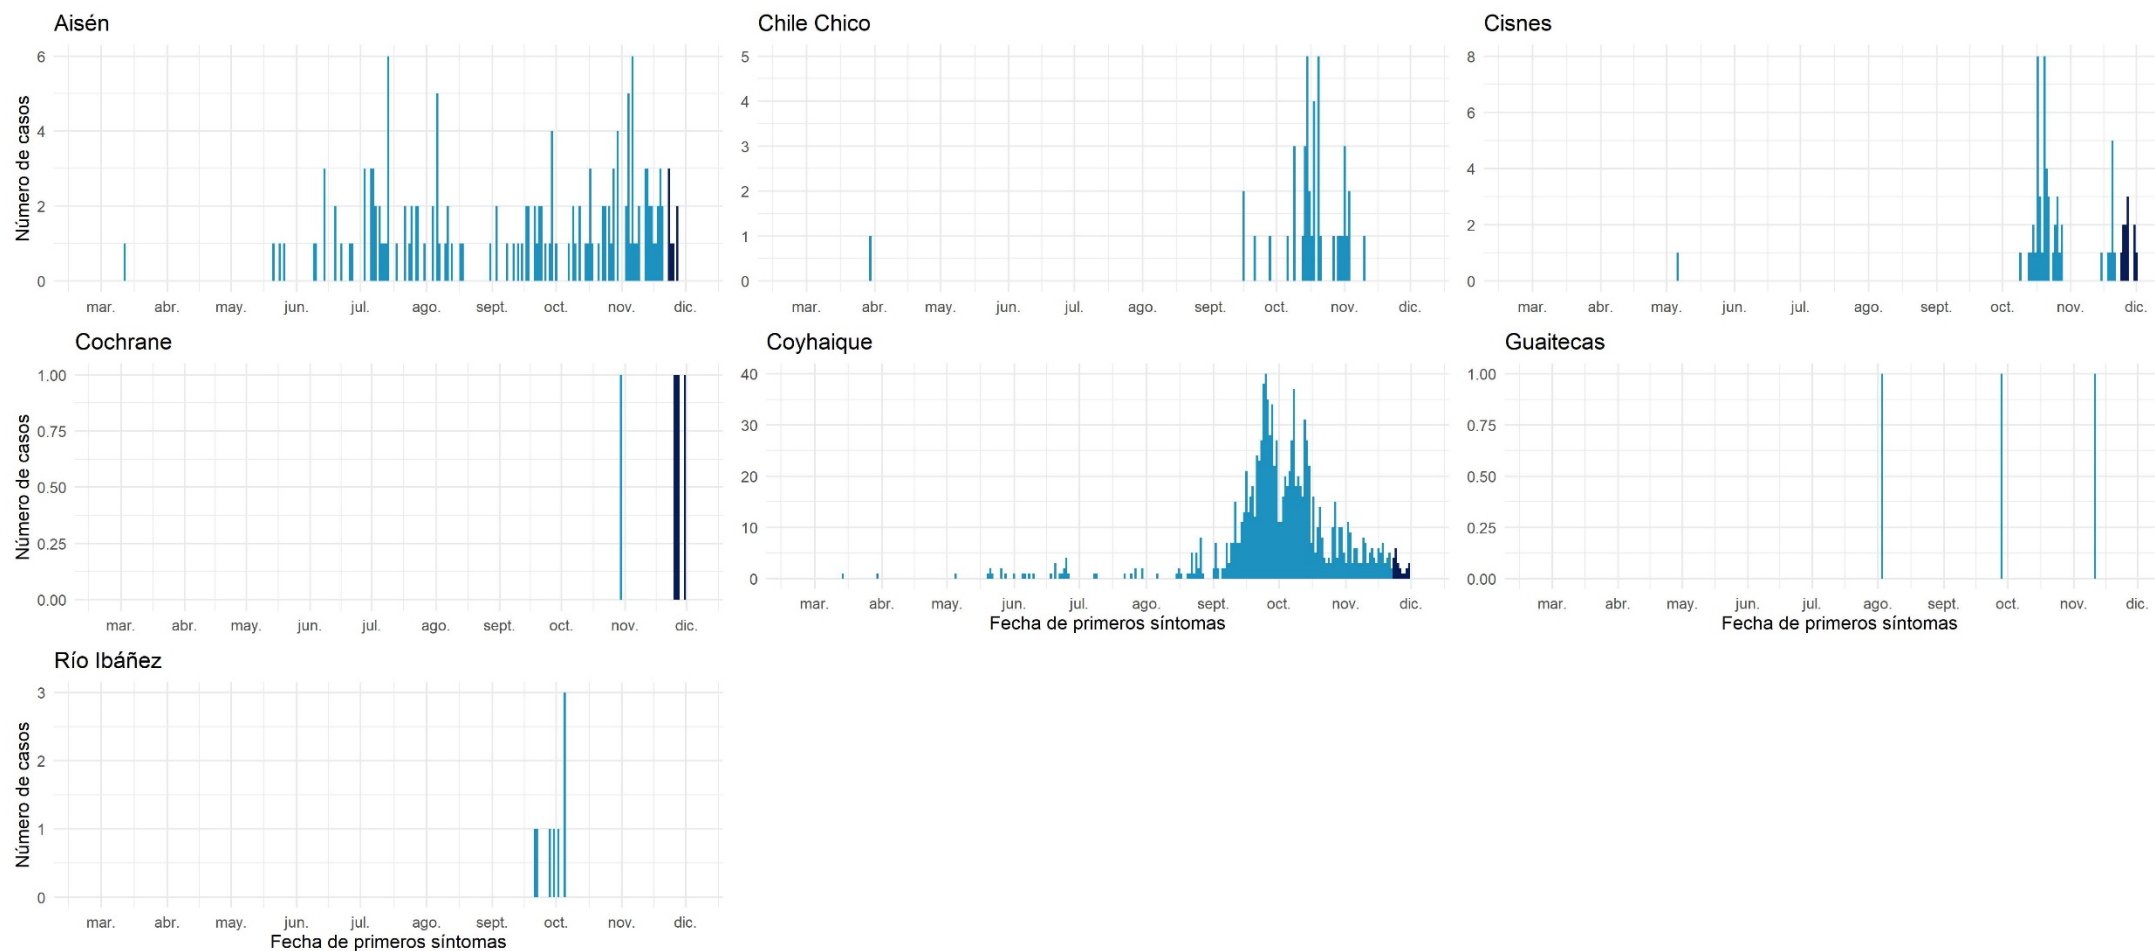 Aisén
Número de casos
6
4
2
0
mar. abr. may. jun. jul. ago. sept. oct. nov. dic.
Chile Chico
5
4
3
2
1
0
mar. abr. may. jun. jul. ago. sept. oct. nov. dic.
Cisnes
8
6
4
2
0
mar. abr. may. jun. jul. ago. sept. oct. nov. dic.
Cochrane
Número de casos
1.00
0.75
0.50
0.25
0.00
mar. abr. may. jun. jul. ago. sept. oct. nov. dic.
Coyhaique
40
30
20
10
0
mar. abr. may. jun. jul. ago. sept. oct. nov. dic.
Fecha de primeros síntomas
Guaitecas
1.00
0.75
0.50
0.25
0.00
mar. abr. may. jun. jul. ago. sept. oct. nov. dic.
Fecha de primeros síntomas
Río Ibáñez
Número de casos
3
2
1
0
mar. abr. may. jun. jul. ago. sept. oct. nov. dic.
Fecha de primeros síntomas